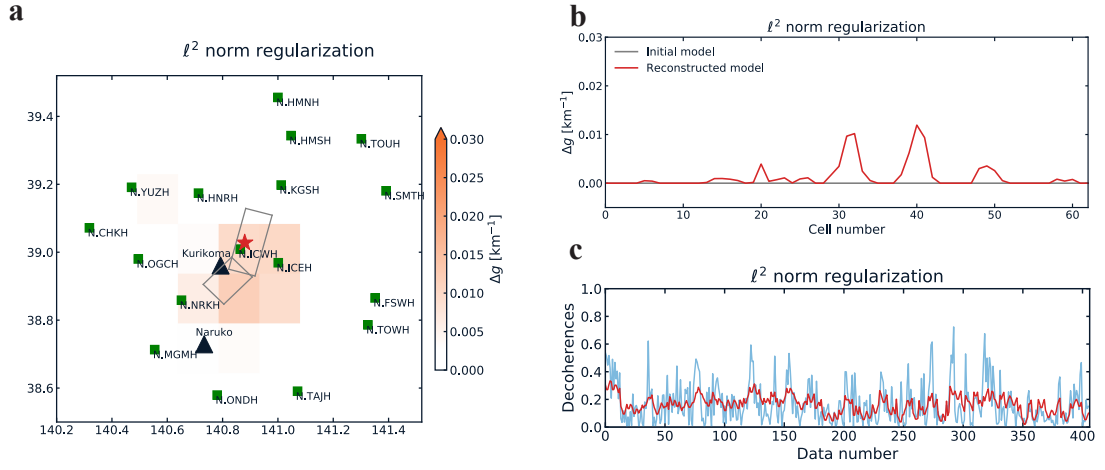 a
ℓ² norm regularization
39.4
39.2
39.0
38.8
38.6
140.2
140.4
140.6
140.8
141.0
141.2
141.4
N.HMNH
N.HMSH
N.TOUH
N.YUZH
N.HNRH
N.KGSH
N.SMTH
N.CHKH
Kurikoma
N.ICWH
N.OGCH
N.ICEH
N.NRKH
N.FSWH
N.TOWH
Naruko
N.MGMH
N.ONDH
N.TAJH
0.030
0.025
0.020
0.015
0.010
0.005
0.000
Δg [km⁻¹]
b
ℓ² norm regularization
Initial model
Reconstructed model
0.03
0.02
0.01
0.00
Δg [km⁻¹]
0
10
20
30
40
50
60
Cell number
c
ℓ² norm regularization
1.0
0.8
0.6
0.4
0.2
0.0
Decoherences
0
50
100
150
200
250
300
350
400
Data number